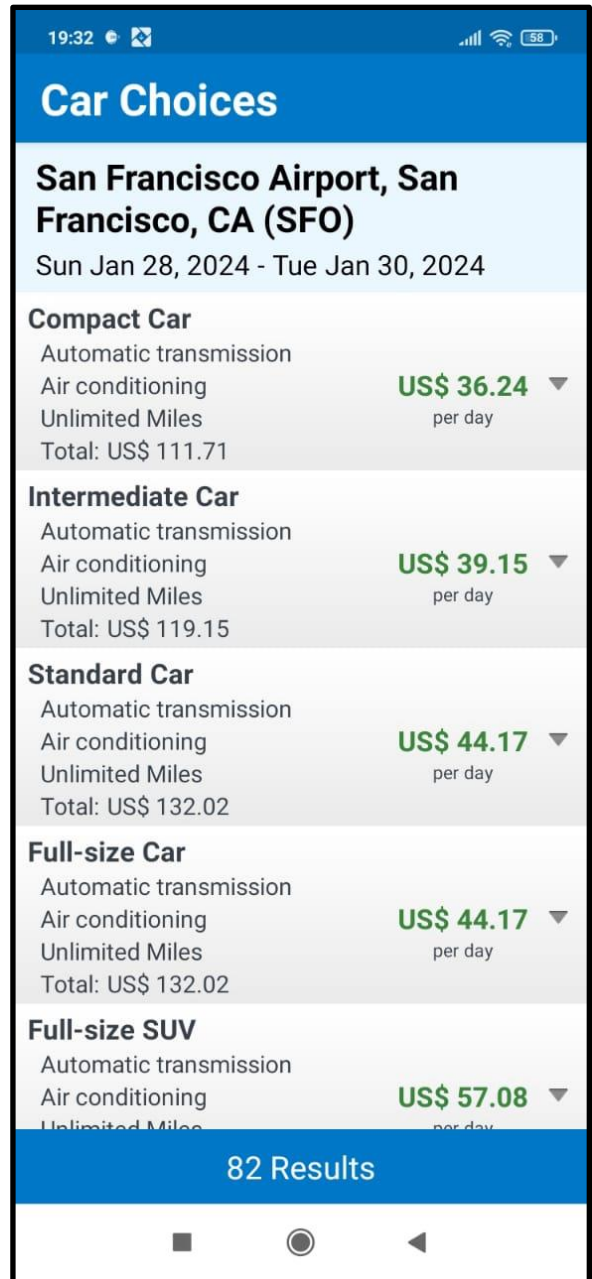 19:32
58
Car Choices
San Francisco Airport, San
Francisco, CA (SFO)
Sun Jan 28, 2024 - Tue Jan 30, 2024
Compact Car
Automatic transmission
Air conditioning
US$ 36.24
Unlimited Miles
per day
Total: US$ 111.71
Intermediate Car
Automatic transmission
Air conditioning
US$ 39.15
Unlimited Miles
per day
Total: US$ 119.15
Standard Car
Automatic transmission
Air conditioning
US$ 44.17
Unlimited Miles
per day
Total: US$ 132.02
Full-size Car
Automatic transmission
Air conditioning
US$ 44.17
Unlimited Miles
per day
Total: US$ 132.02
Full-size SUV
Automatic transmission
Air conditioning
US$ 57.08
Unlimited Miles
per day
82 Results